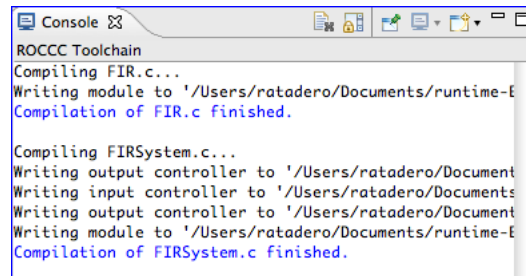 Console
ROCCC Toolchain
Compiling FIR.c...
Writing module to '/Users/ratadero/Documents/runtime-E
Compilation of FIR.c finished.
Compiling FIRSystem.c...
Writing output controller to '/Users/ratadero/Document
Writing input controller to '/Users/ratadero/Documents
Writing output controller to '/Users/ratadero/Document
Writing module to '/Users/ratadero/Documents/runtime-E
Compilation of FIRSystem.c finished.